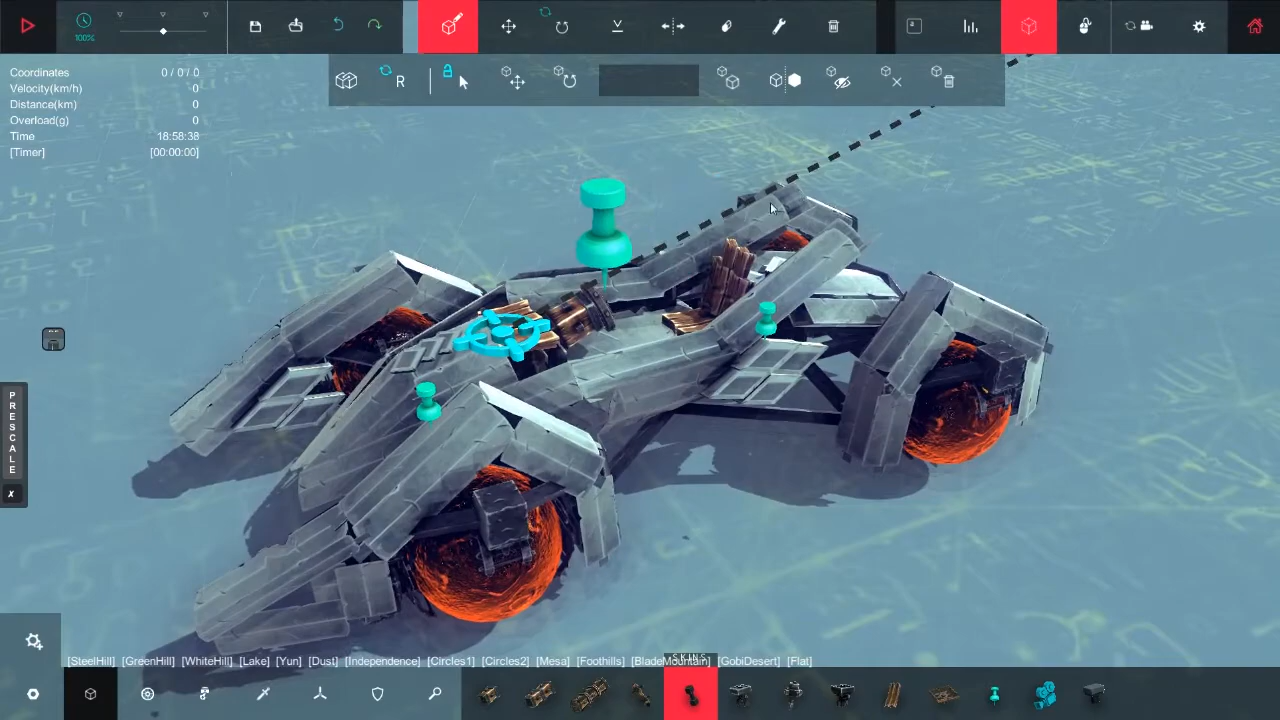 100%
R
Coordinates 0 / 0 / 0
Velocity(km/h) 0
Distance(km) 0
Overload(g) 0
Time 18:58:38
[Timer] [00:00:00]
PRESCALE
x
SKINS
[SteelHill] [GreenHill] [WhiteHill] [Lake] [Yun] [Dust] [Independence] [Circles1] [Circles2] [Mesa] [Foothills] [BladeMountain] [GobiDesert] [Flat]